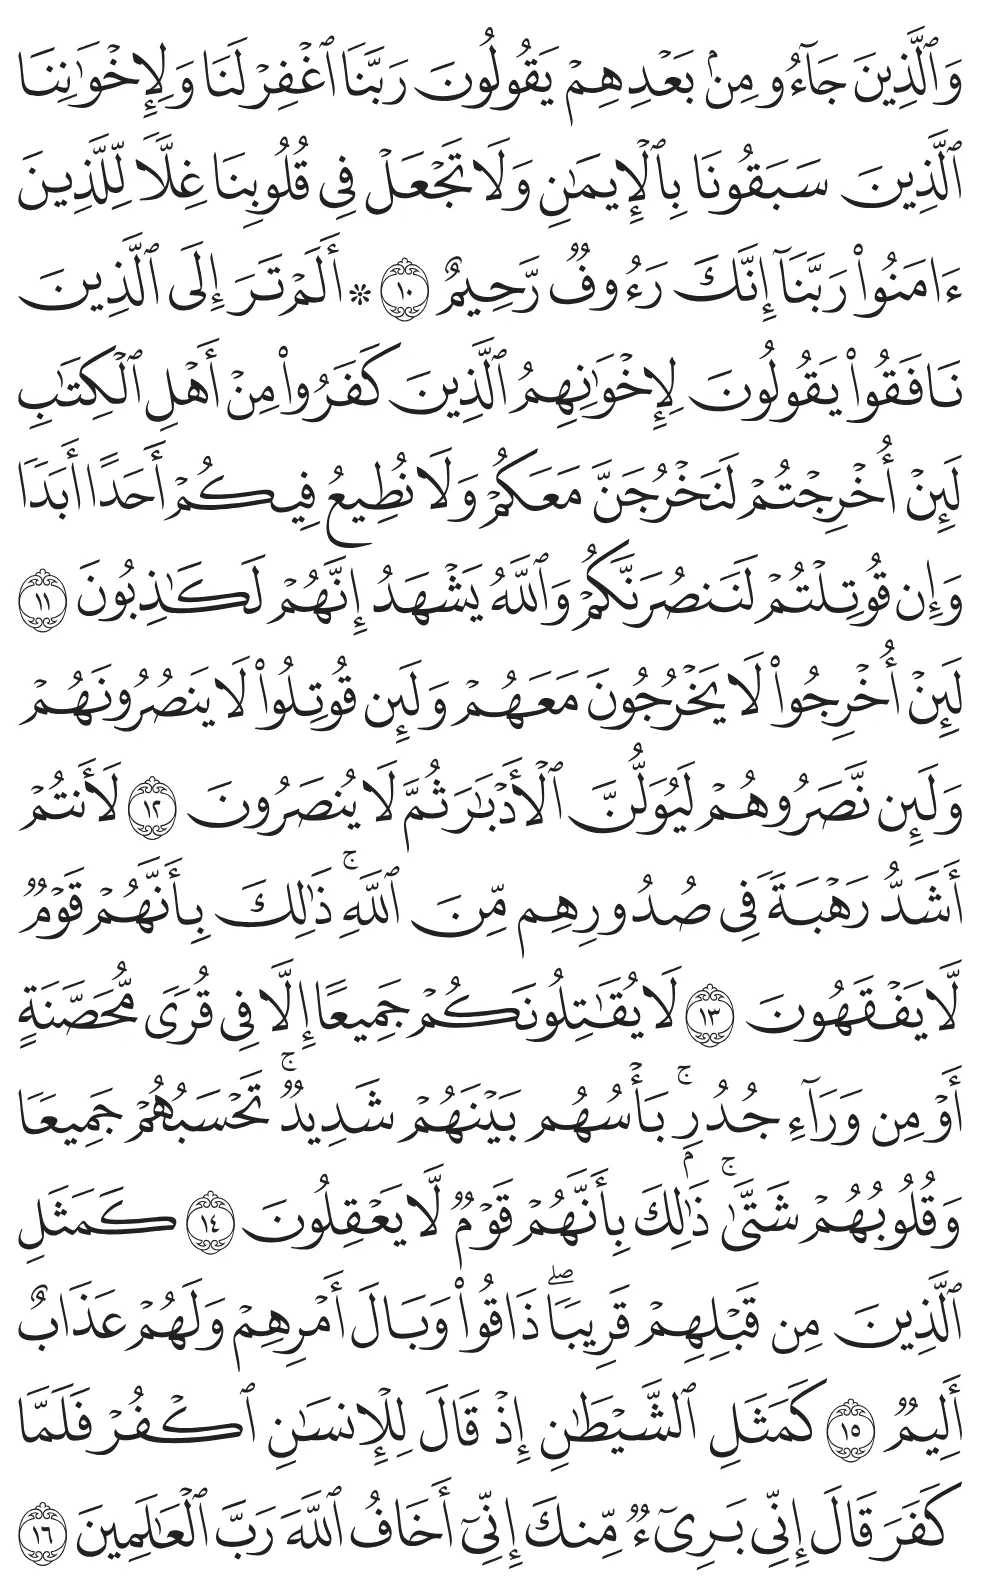 وَٱلَّذِينَ جَآءُو مِنۢ بَعْدِهِمْ يَقُولُونَ رَبَّنَا ٱغْفِرْ لَنَا وَلِإِخْوَٰنِنَا
ٱلَّذِينَ سَبَقُونَا بِٱلْإِيمَٰنِ وَلَا تَجْعَلْ فِى قُلُوبِنَا غِلًّا لِّلَّذِينَ
ءَامَنُوا۟ رَبَّنَآ إِنَّكَ رَءُوفٌ رَّحِيمٌ ١٠ ۞ أَلَمْ تَرَ إِلَى ٱلَّذِينَ
نَافَقُوا۟ يَقُولُونَ لِإِخْوَٰنِهِمُ ٱلَّذِينَ كَفَرُوا۟ مِنْ أَهْلِ ٱلْكِتَٰبِ
لَئِنْ أُخْرِجْتُمْ لَنَخْرُجَنَّ مَعَكُمْ وَلَا نُطِيعُ فِيكُمْ أَحَدًا أَبَدًا
وَإِن قُوتِلْتُمْ لَنَنصُرَنَّكُمْ وَٱللَّهُ يَشْهَدُ إِنَّهُمْ لَكَٰذِبُونَ ١١
لَئِنْ أُخْرِجُوا۟ لَا يَخْرُجُونَ مَعَهُمْ وَلَئِن قُوتِلُوا۟ لَا يَنصُرُونَهُمْ
وَلَئِن نَّصَرُوهُمْ لَيُوَلُّنَّ ٱلْأَدْبَٰرَ ثُمَّ لَا يُنصَرُونَ ١٢ لَأَنتُمْ
أَشَدُّ رَهْبَةً فِى صُدُورِهِم مِّنَ ٱللَّهِ ۚ ذَٰلِكَ بِأَنَّهُمْ قَوْمٌ
لَّا يَفْقَهُونَ ١٣ لَا يُقَٰتِلُونَكُمْ جَمِيعًا إِلَّا فِى قُرًى مُّحَصَّنَةٍ
أَوْ مِن وَرَآءِ جُدُرٍۭ ۚ بَأْسُهُم بَيْنَهُمْ شَدِيدٌ ۚ تَحْسَبُهُمْ جَمِيعًا
وَقُلُوبُهُمْ شَتَّىٰ ۚ ذَٰلِكَ بِأَنَّهُمْ قَوْمٌ لَّا يَعْقِلُونَ ١٤ كَمَثَلِ
ٱلَّذِينَ مِن قَبْلِهِمْ قَرِيبًا ۖ ذَاقُوا۟ وَبَالَ أَمْرِهِمْ وَلَهُمْ عَذَابٌ
أَلِيمٌ ١٥ كَمَثَلِ ٱلشَّيْطَٰنِ إِذْ قَالَ لِلْإِنسَٰنِ ٱكْفُرْ فَلَمَّا
كَفَرَ قَالَ إِنِّى بَرِىٓءٌ مِّنكَ إِنِّىٓ أَخَافُ ٱللَّهَ رَبَّ ٱلْعَٰلَمِينَ ١٦